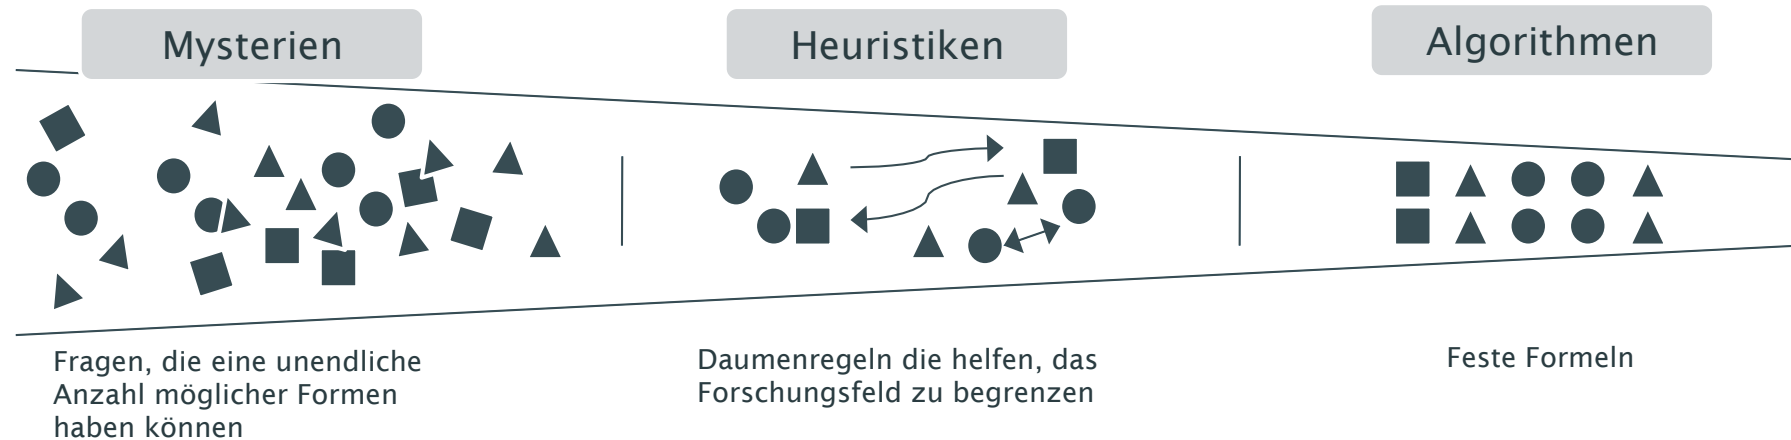 Mysterien
Heuristiken
Algorithmen
Fragen, die eine unendliche
Anzahl möglicher Formen
haben können
Daumenregeln die helfen, das
Forschungsfeld zu begrenzen
Feste Formeln